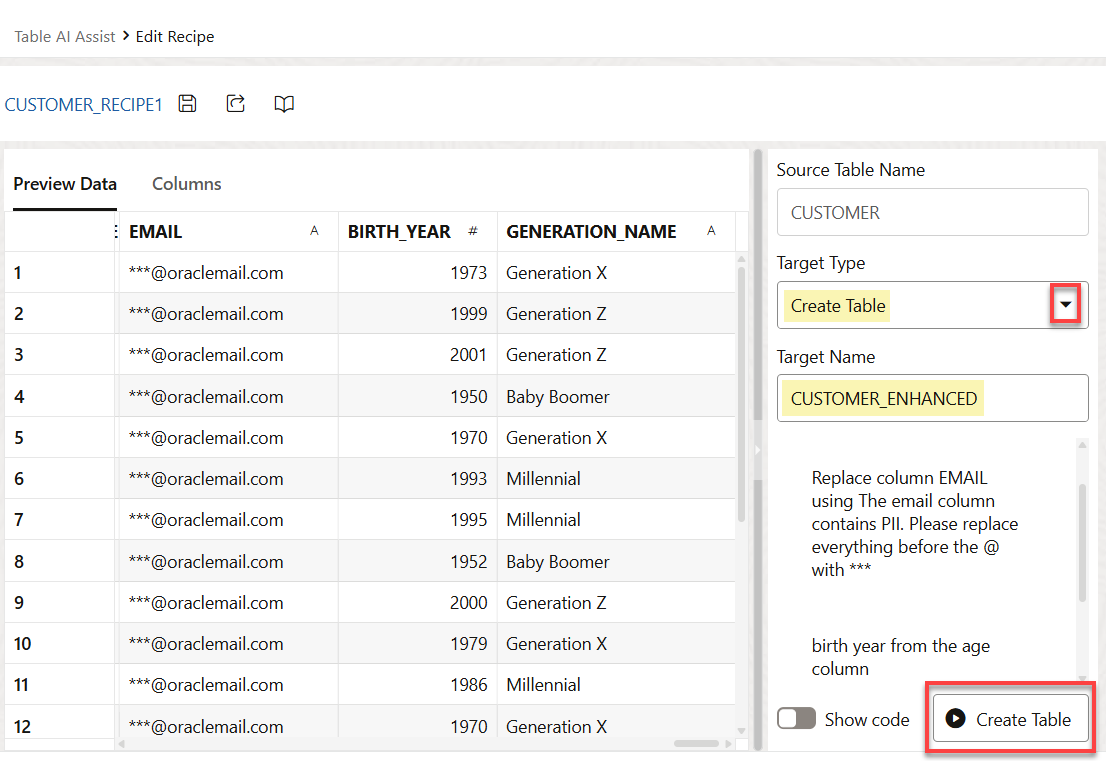 Table AI Assist > Edit Recipe
CUSTOMER_RECIPE1
Preview Data Columns
EMAIL A BIRTH_YEAR # GENERATION_NAME A
1 ***@oraclemail.com 1973 Generation X
2 ***@oraclemail.com 1999 Generation Z
3 ***@oraclemail.com 2001 Generation Z
4 ***@oraclemail.com 1950 Baby Boomer
5 ***@oraclemail.com 1970 Generation X
6 ***@oraclemail.com 1993 Millennial
7 ***@oraclemail.com 1995 Millennial
8 ***@oraclemail.com 1952 Baby Boomer
9 ***@oraclemail.com 2000 Generation Z
10 ***@oraclemail.com 1979 Generation X
11 ***@oraclemail.com 1986 Millennial
12 ***@oraclemail.com 1970 Generation X
Source Table Name
CUSTOMER
Target Type
Create Table
Target Name
CUSTOMER_ENHANCED
Replace column EMAIL
using The email column
contains PII. Please replace
everything before the @
with ***
birth year from the age
column
Show code
Create Table